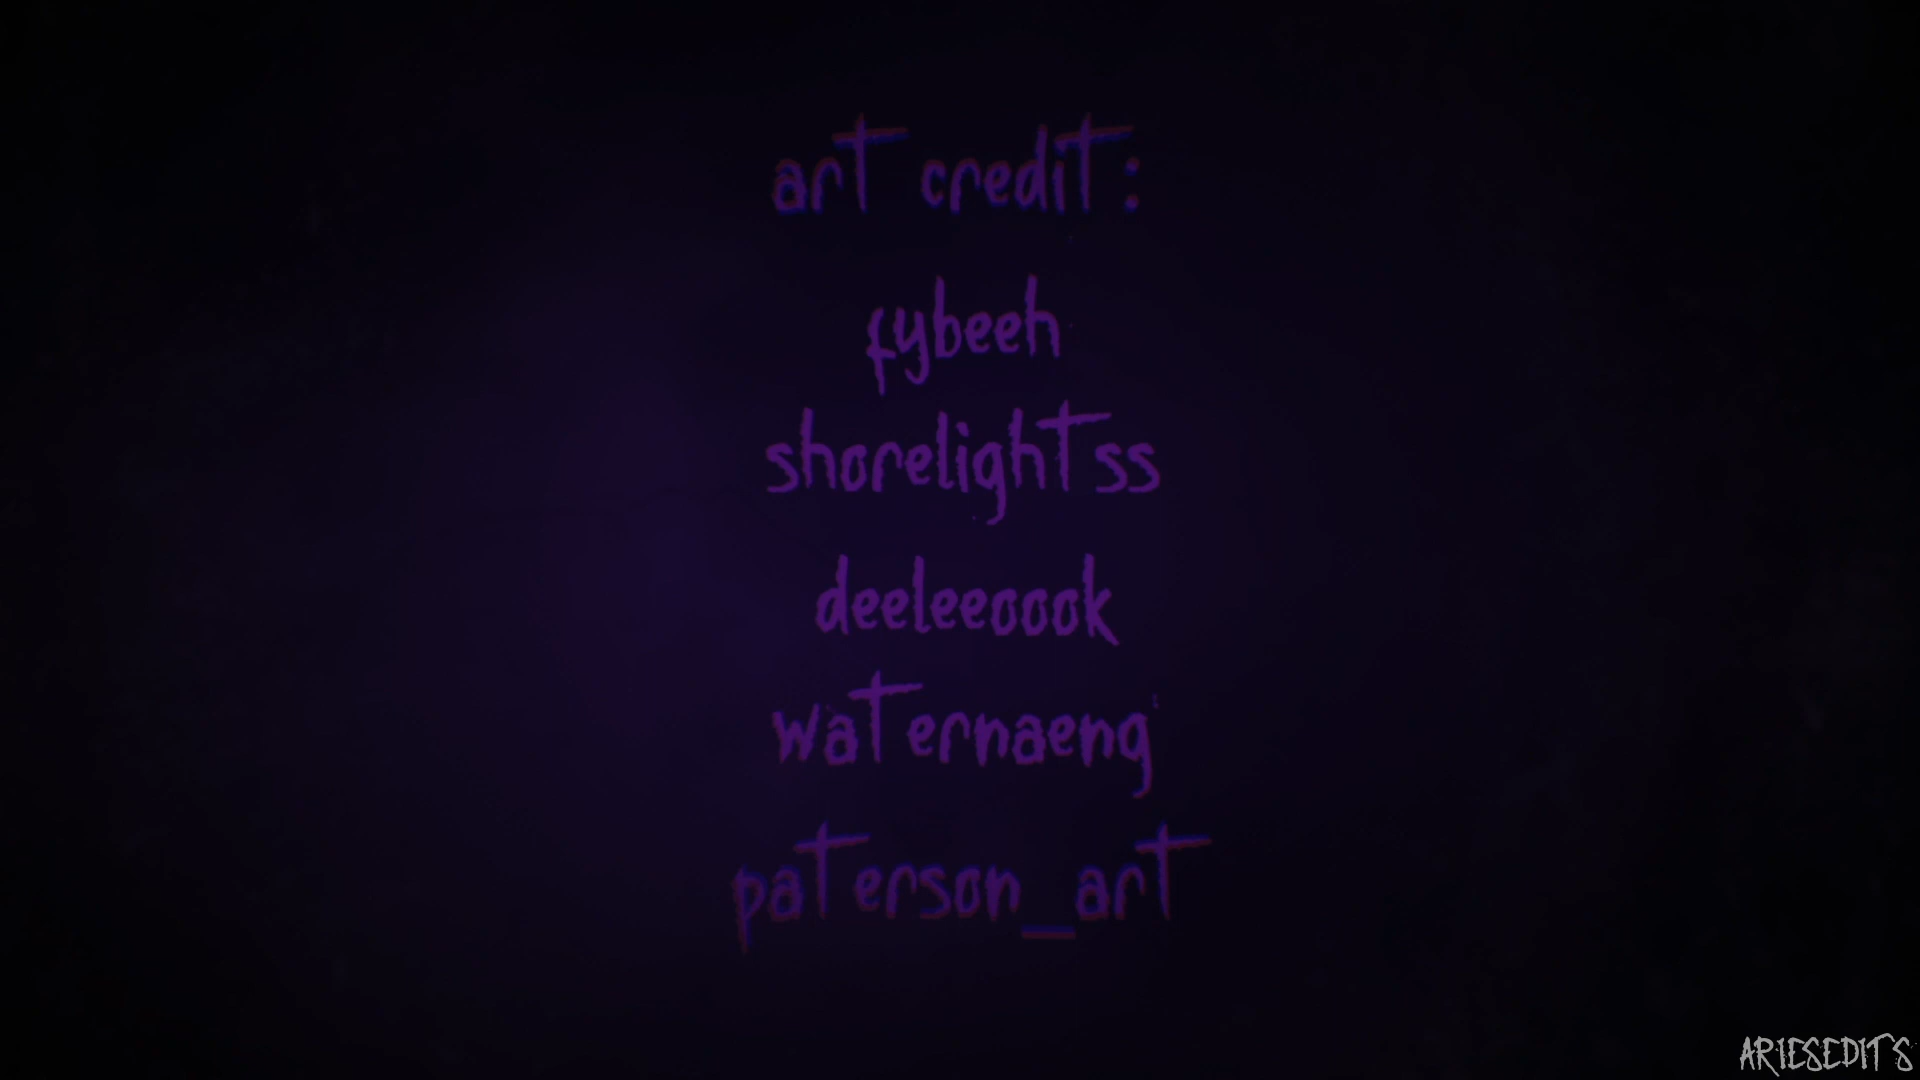 art credit:
fybeeh
shorelightss
deeleeoook
waternaeng
paterson_art
ARIESEDITS